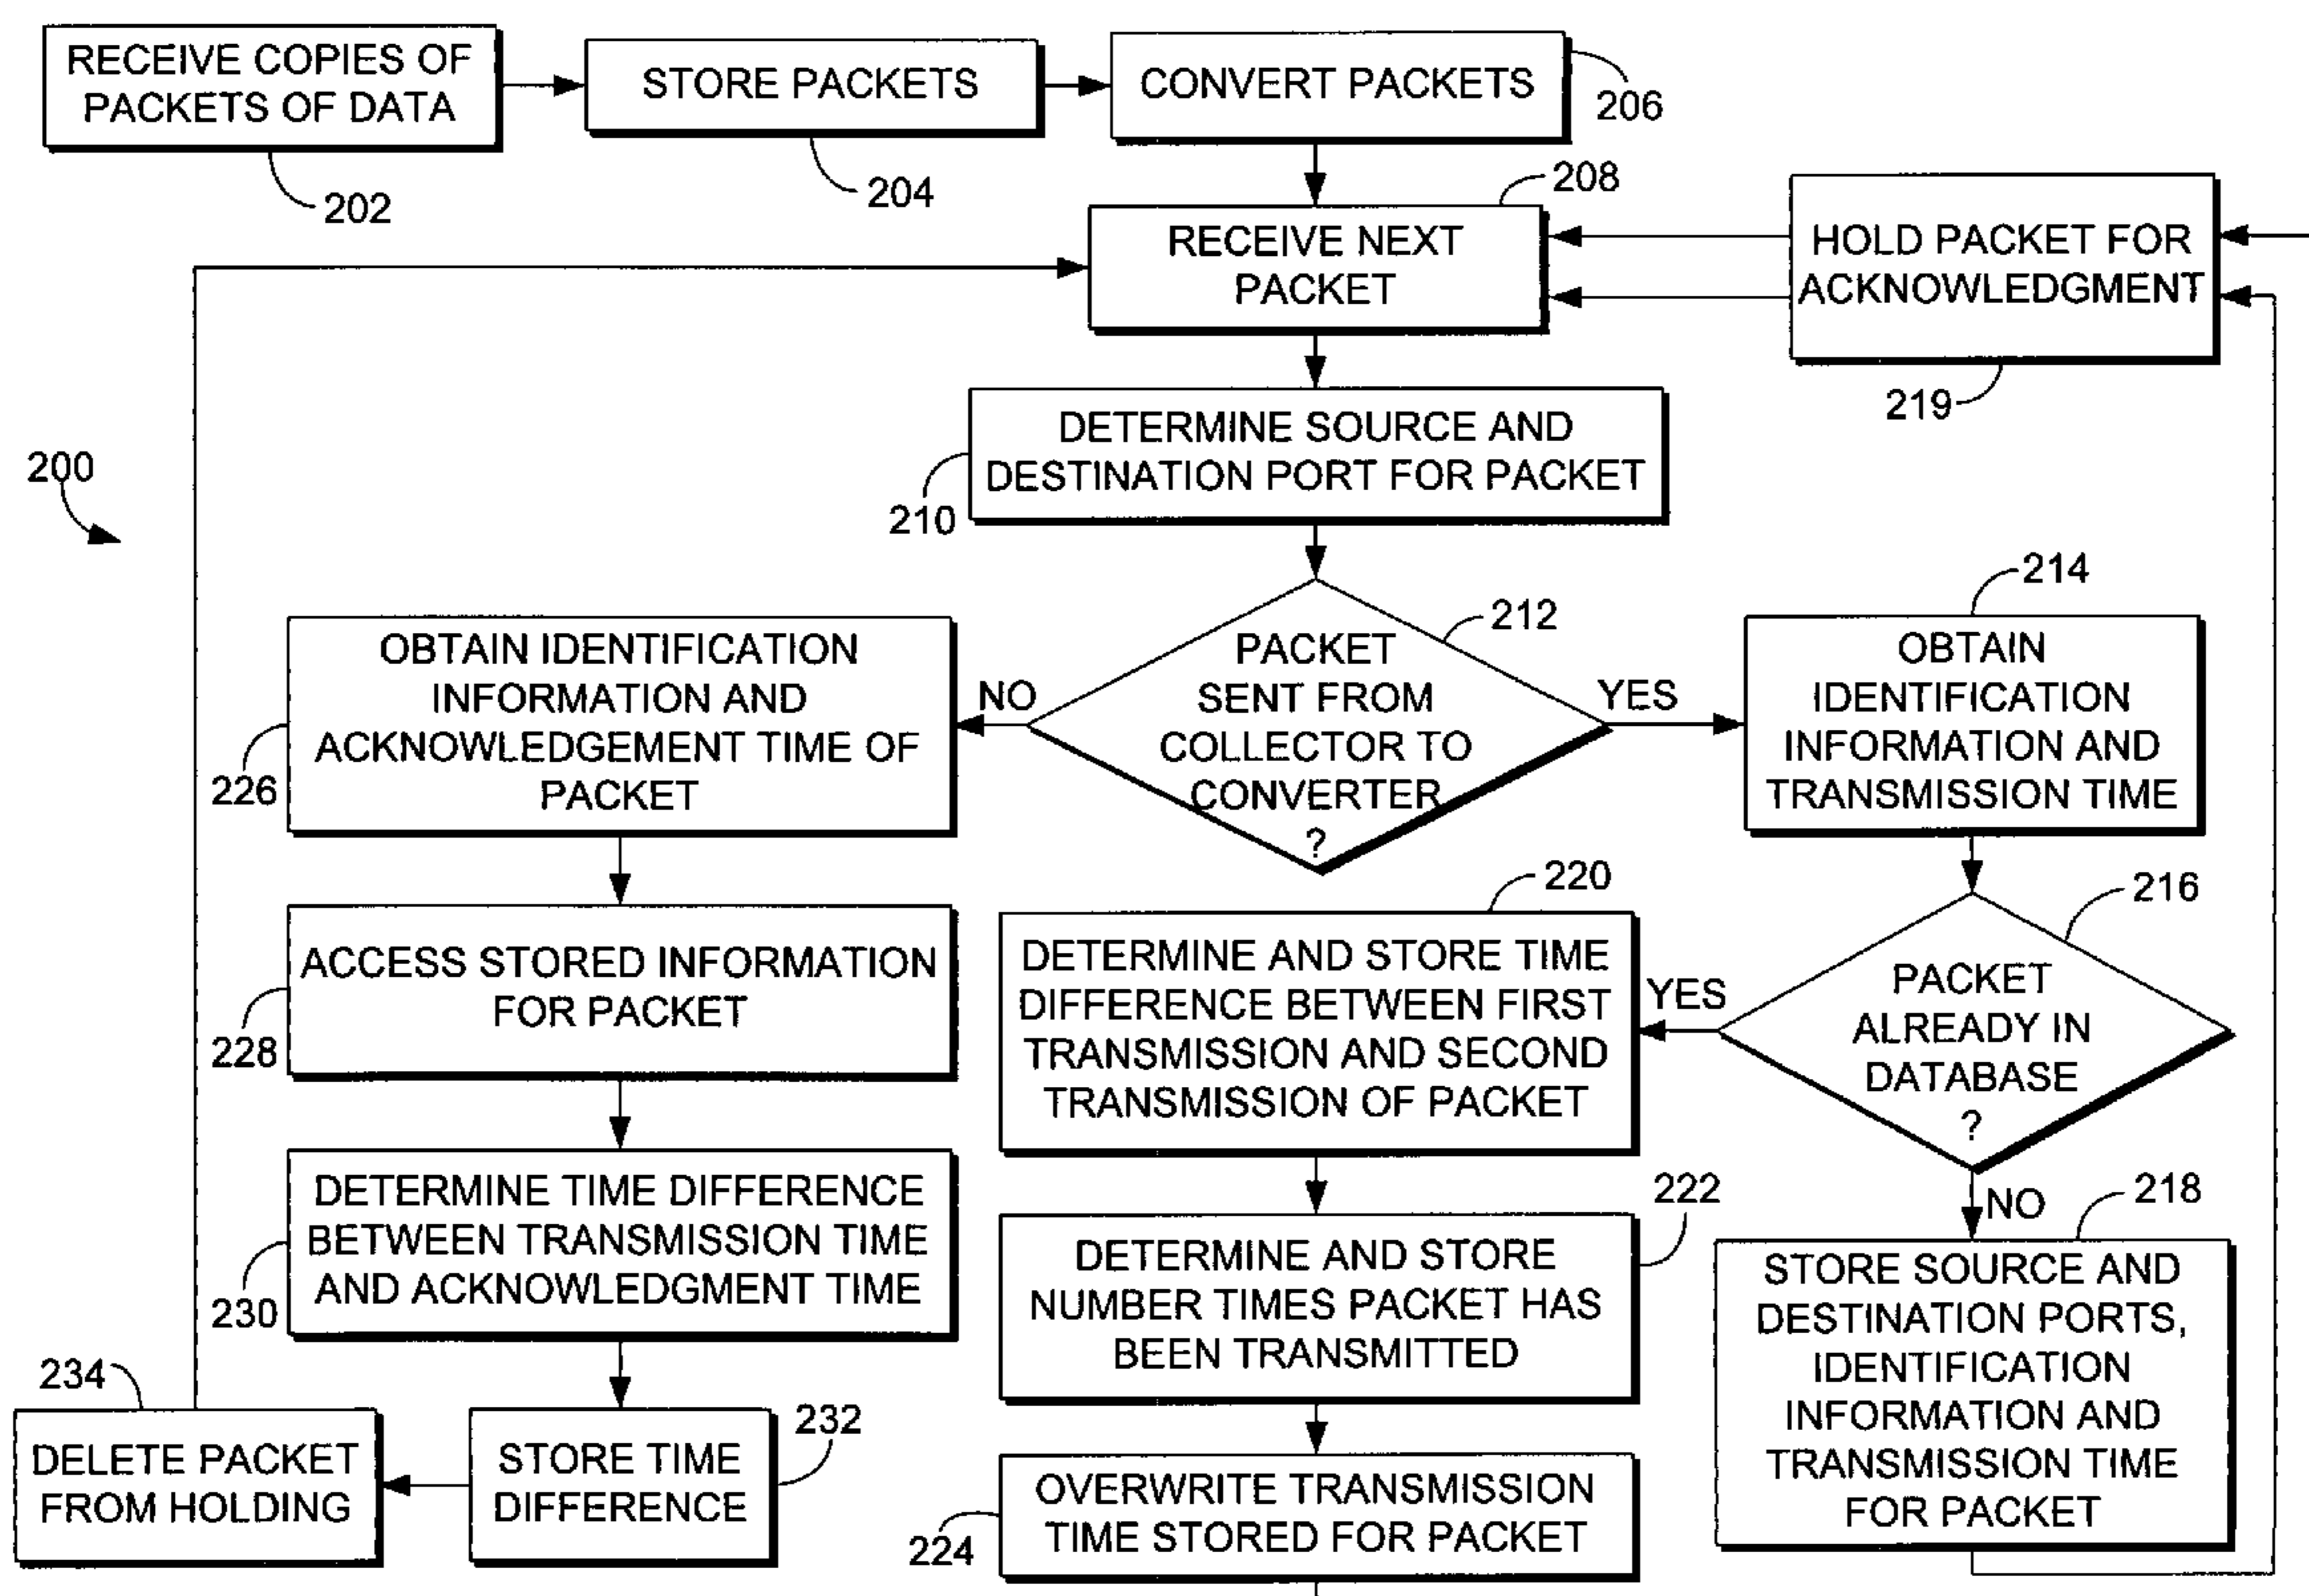 RECEIVE COPIES OF
PACKETS OF DATA
202
STORE PACKETS
204
CONVERT PACKETS
206
208
RECEIVE NEXT
PACKET
HOLD PACKET FOR
ACKNOWLEDGMENT
219
200
DETERMINE SOURCE AND
DESTINATION PORT FOR PACKET
210
212
PACKET
SENT FROM
COLLECTOR TO
CONVERTER
?
NO
YES
214
OBTAIN
IDENTIFICATION
INFORMATION AND
TRANSMISSION TIME
OBTAIN IDENTIFICATION
INFORMATION AND
ACKNOWLEDGEMENT TIME OF
PACKET
226
216
PACKET
ALREADY IN
DATABASE
?
YES
NO
220
DETERMINE AND STORE TIME
DIFFERENCE BETWEEN FIRST
TRANSMISSION AND SECOND
TRANSMISSION OF PACKET
ACCESS STORED INFORMATION
FOR PACKET
228
DETERMINE TIME DIFFERENCE
BETWEEN TRANSMISSION TIME
AND ACKNOWLEDGMENT TIME
230
222
DETERMINE AND STORE
NUMBER TIMES PACKET HAS
BEEN TRANSMITTED
218
STORE SOURCE AND
DESTINATION PORTS,
IDENTIFICATION
INFORMATION AND
TRANSMISSION TIME
FOR PACKET
234
DELETE PACKET
FROM HOLDING
232
STORE TIME
DIFFERENCE
OVERWRITE TRANSMISSION
TIME STORED FOR PACKET
224